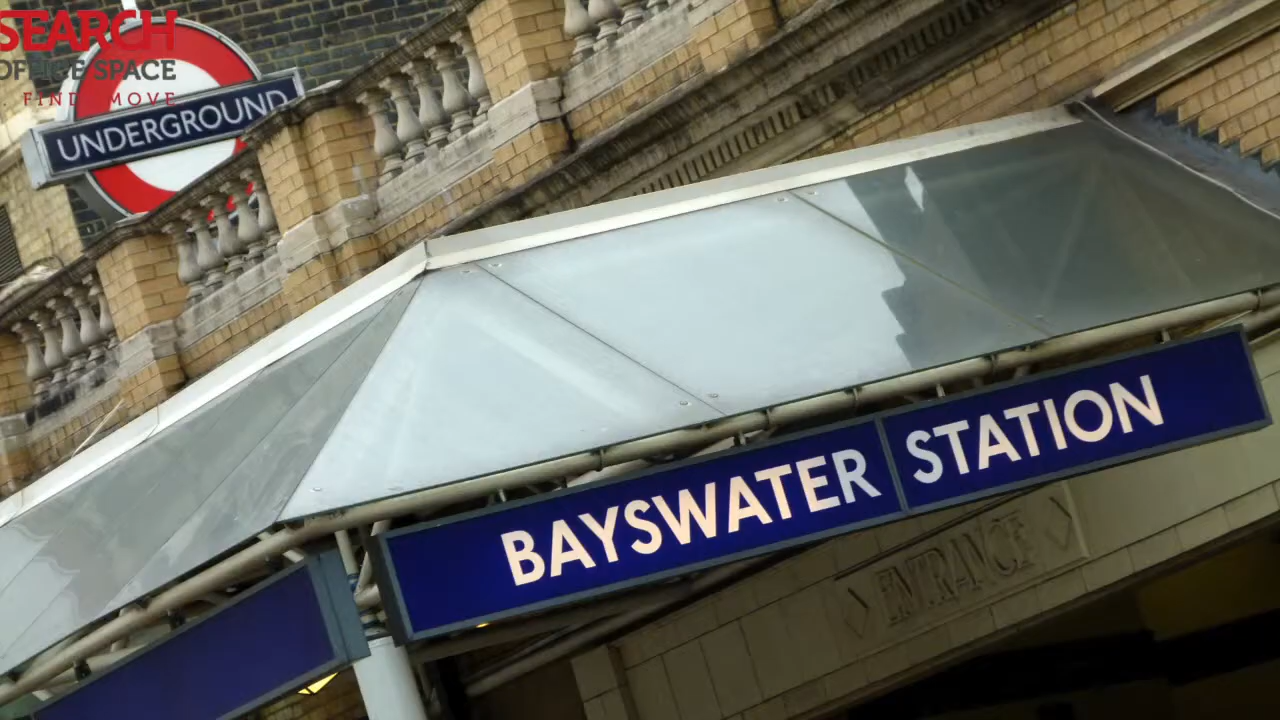 SEARCH
OFFICE SPACE
FIND MOVE
UNDERGROUND
BAYSWATER STATION
ENTRANCE